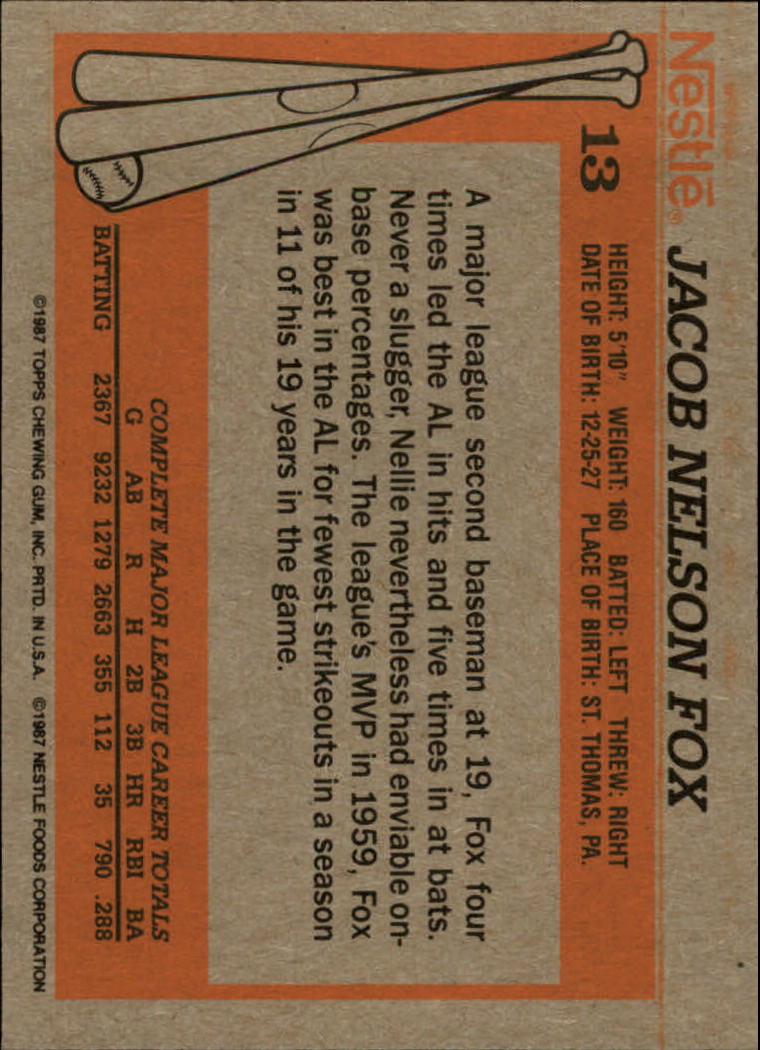 Nestlé®
JACOB NELSON FOX
13
HEIGHT: 5'10" WEIGHT: 160 BATTED: LEFT THREW: RIGHT
DATE OF BIRTH: 12-25-27 PLACE OF BIRTH: ST. THOMAS, PA.
A major league second baseman at 19, Fox four
times led the AL in hits and five times in at bats.
Never a slugger, Nellie nevertheless had enviable on-
base percentages. The league's MVP in 1959, Fox
was best in the AL for fewest strikeouts in a season
in 11 of his 19 years in the game.
COMPLETE MAJOR LEAGUE CAREER TOTALS
G AB R H 2B 3B HR RBI BA
BATTING 2367 9232 1279 2663 355 112 35 790 .288
©1987 TOPPS CHEWING GUM, INC. PRTD. IN U.S.A. ©1987 NESTLE FOODS CORPORATION